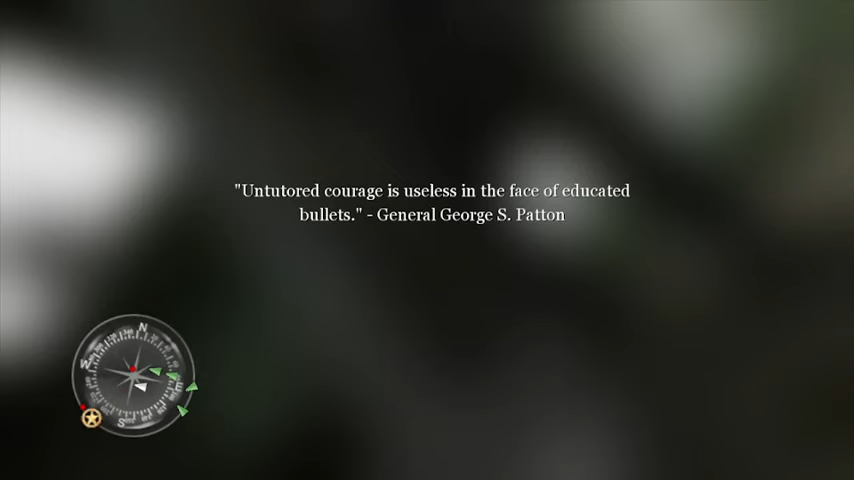 "Untutored courage is useless in the face of educated
bullets." - General George S. Patton
N
W
E
S